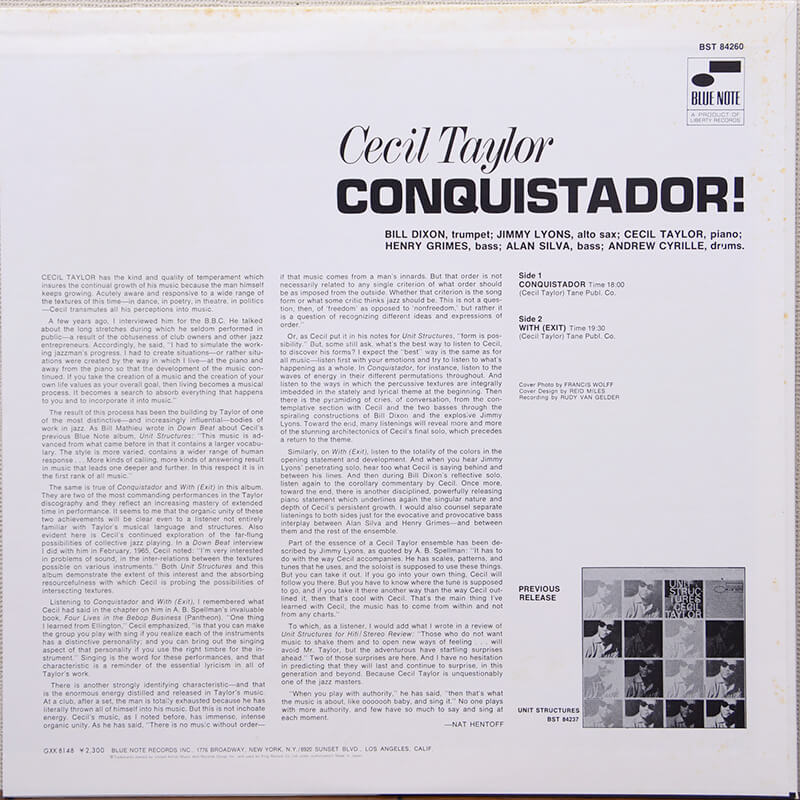 BST 84260
BLUE NOTE
A PRODUCT OF
LIBERTY RECORDS
Cecil Taylor
CONQUISTADOR!
BILL DIXON, trumpet; JIMMY LYONS, alto sax; CECIL TAYLOR, piano;
HENRY GRIMES, bass; ALAN SILVA, bass; ANDREW CYRILLE, drums.
CECIL TAYLOR has the kind and quality of temperament which
insures the continual growth of his music because the man himself
keeps growing. Acutely aware and responsive to a wide range of
the textures of this time—in dance, in poetry, in theatre, in politics
—Cecil transmutes all his perceptions into music.
A few years ago, I interviewed him for the B.B.C. He talked
about the long stretches during which he seldom performed in
public—a result of the obtuseness of club owners and other jazz
entrepreneurs. Accordingly, he said, "I had to simulate the work-
ing jazzman's progress. I had to create situations—or rather situ-
ations were created by the way in which I live—at the piano and
away from the piano so that the development of the music con-
tinued. If you take the creation of a music and the creation of your
own life values as your overall goal, then living becomes a musical
process. It becomes a search to absorb everything that happens
to you and to incorporate it into music."
The result of this process has been the building by Taylor of one
of the most distinctive—and increasingly influential—bodies of
work in jazz. As Bill Mathieu wrote in Down Beat about Cecil's
previous Blue Note album, Unit Structures: "This music is ad-
vanced from what came before in that it contains a larger vocabu-
lary. The style is more varied, contains a wider range of human
response . . . More kinds of calling, more kinds of answering result
in music that leads one deeper and further. In this respect it is in
the first rank of all music."
The same is true of Conquistador and With (Exit) in this album.
They are two of the most commanding performances in the Taylor
discography and they reflect an increasing mastery of extended
time in performance. It seems to me that the organic unity of these
two achievements will be clear even to a listener not entirely
familiar with Taylor's musical language and structures. Also
evident here is Cecil's continued exploration of the far-flung
possibilities of collective jazz playing. In a Down Beat interview
I did with him in February, 1965, Cecil noted: "I'm very interested
in problems of sound, in the inter-relations between the textures
possible on various instruments." Both Unit Structures and this
album demonstrate the extent of this interest and the absorbing
resourcefulness with which Cecil is probing the possibilities of
intersecting textures.
Listening to Conquistador and With (Exit), I remembered what
Cecil had said in the chapter on him in A. B. Spellman's invaluable
book, Four Lives in the Bebop Business (Pantheon). "One thing
I learned from Ellington," Cecil emphasized, "is that you can make
the group you play with sing if you realize each of the instruments
has a distinctive personality; and you can bring out the singing
aspect of that personality if you use the right timbre for the in-
strument." Singing is the word for these performances, and that
characteristic is a reminder of the essential lyricism in all of
Taylor's work.
There is another strongly identifying characteristic—and that
is the enormous energy distilled and released in Taylor's music.
At a club, after a set, the man is totally exhausted because he has
literally thrown all of himself into his music. But this is not inchoate
energy. Cecil's music, as I noted before, has immense, intense
organic unity. As he has said, "There is no music without order—
if that music comes from a man's innards. But that order is not
necessarily related to any single criterion of what order should
be as imposed from the outside. Whether that criterion is the song
form or what some critic thinks jazz should be. This is not a ques-
tion, then, of 'freedom' as opposed to 'nonfreedom,' but rather it
is a question of recognizing different ideas and expressions of
order."
Or, as Cecil put it in his notes for Unit Structures, "form is pos-
sibility." But, some still ask, what's the best way to listen to Cecil,
to discover his forms? I expect the "best" way is the same as for
all music—listen first with your emotions and try to listen to what's
happening as a whole. In Conquistador, for instance, listen to the
waves of energy in their different permutations throughout. And
listen to the ways in which the percussive textures are integrally
imbedded in the stately and lyrical theme at the beginning. Then
there is the pyramiding of cries, of conversation, from the con-
templative section with Cecil and the two basses through the
spiraling constructions of Bill Dixon and the explosive Jimmy
Lyons. Toward the end, many listenings will reveal more and more
of the stunning architectonics of Cecil's final solo, which precedes
a return to the theme.
Similarly, on With (Exit), listen to the totality of the colors in the
opening statement and development. And when you hear Jimmy
Lyons' penetrating solo, hear too what Cecil is saying behind and
between his lines. And then during Bill Dixon's reflective solo,
listen again to the corollary commentary by Cecil. Once more,
toward the end, there is another disciplined, powerfully releasing
piano statement which underlines again the singular nature and
depth of Cecil's persistent growth. I would also counsel separate
listenings to both sides just for the evocative and provocative bass
interplay between Alan Silva and Henry Grimes—and between
them and the rest of the ensemble.
Part of the essence of a Cecil Taylor ensemble has been de-
scribed by Jimmy Lyons, as quoted by A. B. Spellman: "It has to
do with the way Cecil accompanies. He has scales, patterns, and
tunes that he uses, and the soloist is supposed to use these things.
But you can take it out. If you go into your own thing, Cecil will
follow you there. But you have to know where the tune is supposed
to go, and if you take it there another way than the way Cecil out-
lined it, then that's cool with Cecil. That's the main thing I've
learned with Cecil, the music has to come from within and not
from any charts."
To which, as a listener, I would add what I wrote in a review of
Unit Structures for Hifi/Stereo Review: "Those who do not want
music to shake them and to open new ways of feeling . . . will
avoid Mr. Taylor, but the adventurous have startling surprises
ahead." Two of those surprises are here. And I have no hesitation
in predicting that they will last and continue to surprise, in this
generation and beyond. Because Cecil Taylor is unquestionably
one of the jazz masters.
"When you play with authority," he has said, "then that's what
the music is about, like ooooooh baby, and sing it." No one plays
with more authority, and few have so much to say and sing at
each moment.
—NAT HENTOFF
Side 1
CONQUISTADOR Time 18:00
(Cecil Taylor) Tane Publ. Co.
Side 2
WITH (EXIT) Time 19:30
(Cecil Taylor) Tane Publ. Co.
Cover Photo by FRANCIS WOLFF
Cover Design by REID MILES
Recording by RUDY VAN GELDER
PREVIOUS
RELEASE
UNIT
STRUC
TURES
CECIL
TAYLOR
UNIT STRUCTURES
BST 84237
GXK 8148 ¥2,300 BLUE NOTE RECORDS INC., 1776 BROADWAY, NEW YORK, N.Y./6920 SUNSET BLVD., LOS ANGELES, CALIF.